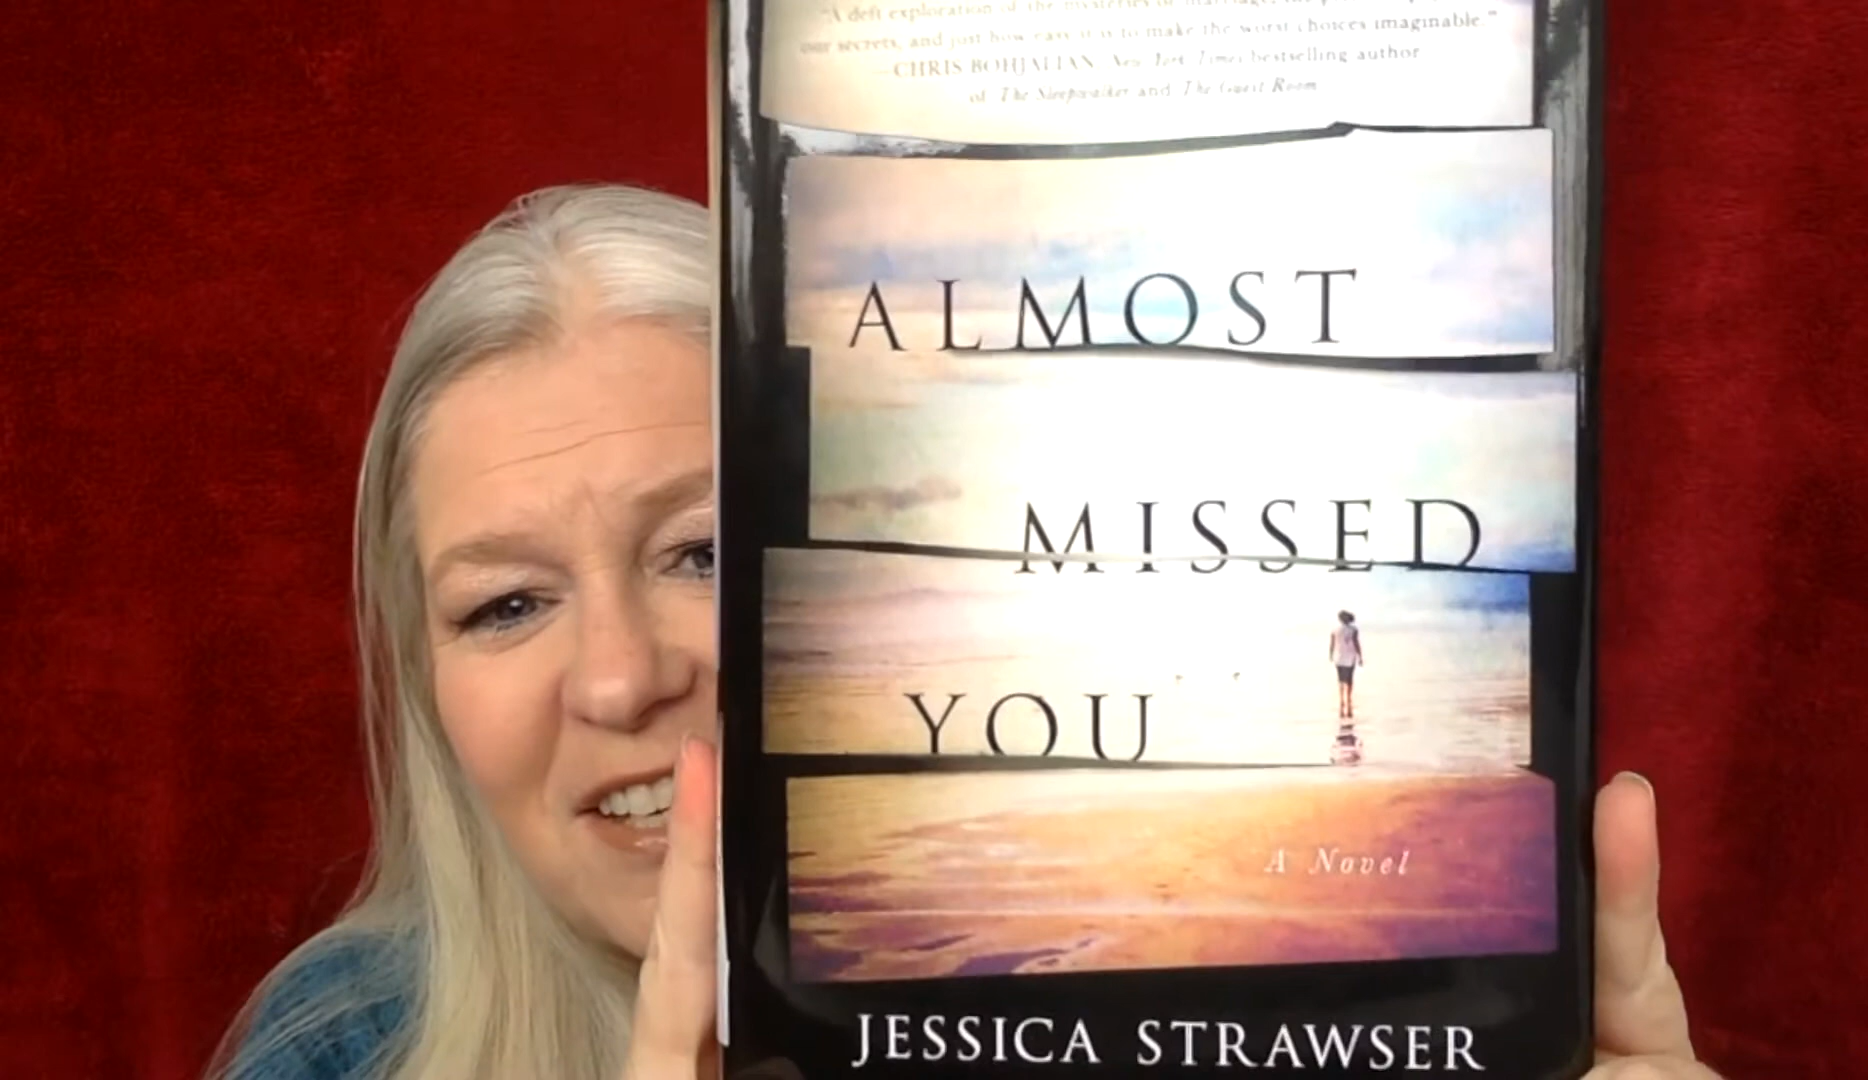 "A deft exploration of the mysteries of marriage,
our secrets, and just how easy it is to make the worst choices imaginable."
—CHRIS BOHJALIAN, New York Times bestselling author
of The Sleepwalker and The Guest Room
ALMOST
MISSED
YOU
A Novel
JESSICA STRAWSER